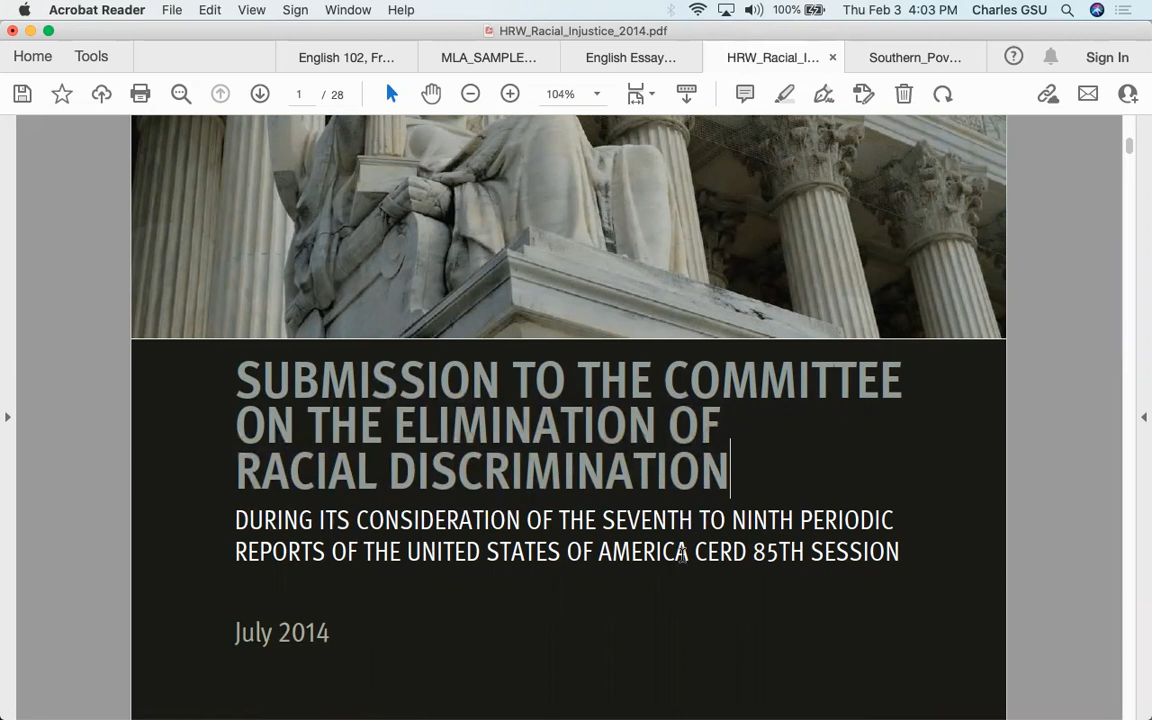 Acrobat Reader File Edit View Sign Window Help 100% Thu Feb 3 4:03 PM Charles GSU
HRW_Racial_Injustice_2014.pdf
Home Tools English 102, Fr... MLA_SAMPLE... English Essay... HRW_Racial_I... × Southern_Pov... ? Sign In
1 / 28 104%
SUBMISSION TO THE COMMITTEE
ON THE ELIMINATION OF
RACIAL DISCRIMINATION
DURING ITS CONSIDERATION OF THE SEVENTH TO NINTH PERIODIC
REPORTS OF THE UNITED STATES OF AMERICA CERD 85TH SESSION
July 2014